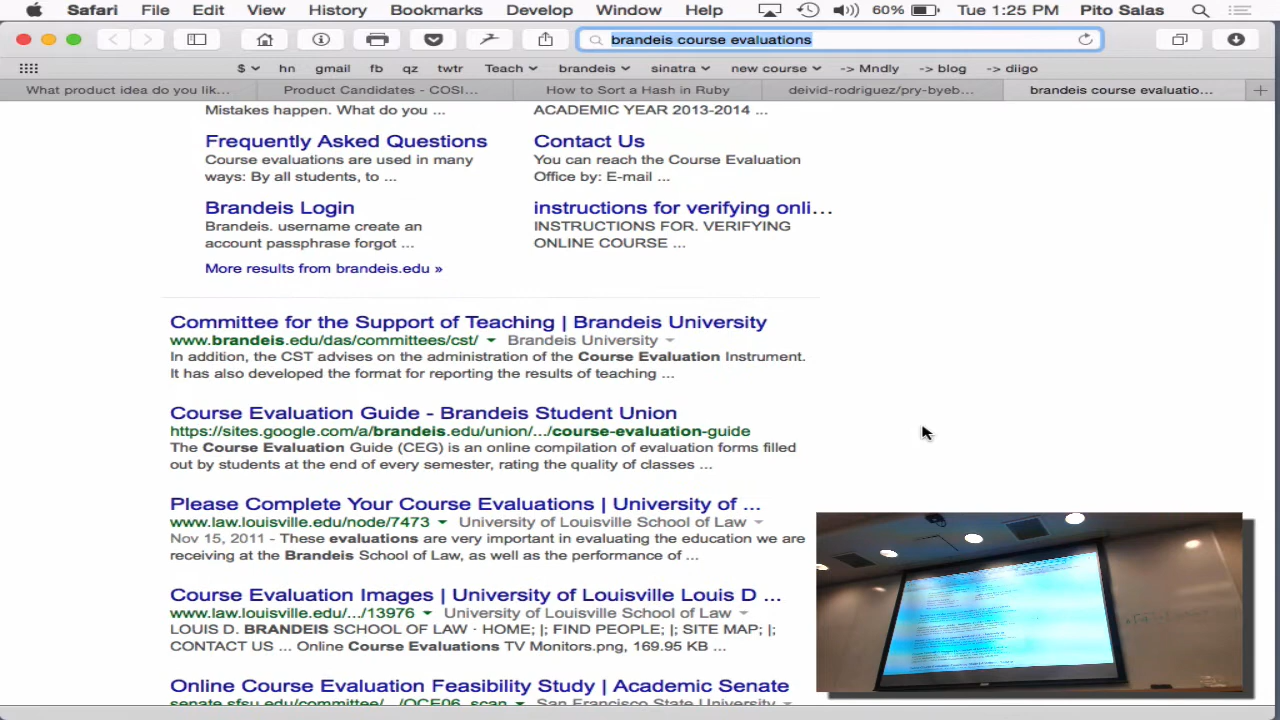 Safari File Edit View History Bookmarks Develop Window Help 60% Tue 1:25 PM Pito Salas
brandeis course evaluations
$ hn gmail fb qz twtr Teach brandeis sinatra new course -> Mndly -> blog -> diigo
What product idea do you lik... Product Candidates - COSI... How to Sort a Hash in Ruby deivid-rodriguez/pry-byeb... brandeis course evaluatio...
Mistakes happen. What do you ...
ACADEMIC YEAR 2013-2014 ...
Frequently Asked Questions
Course evaluations are used in many
ways: By all students, to ...
Contact Us
You can reach the Course Evaluation
Office by: E-mail ...
Brandeis Login
Brandeis. username create an
account passphrase forgot ...
instructions for verifying onli...
INSTRUCTIONS FOR. VERIFYING
ONLINE COURSE ...
More results from brandeis.edu »
Committee for the Support of Teaching | Brandeis University
www.brandeis.edu/das/committees/cst/ Brandeis University
In addition, the CST advises on the administration of the Course Evaluation Instrument.
It has also developed the format for reporting the results of teaching ...
Course Evaluation Guide - Brandeis Student Union
https://sites.google.com/a/brandeis.edu/union/.../course-evaluation-guide
The Course Evaluation Guide (CEG) is an online compilation of evaluation forms filled
out by students at the end of every semester, rating the quality of classes ...
Please Complete Your Course Evaluations | University of ...
www.law.louisville.edu/node/7473 University of Louisville School of Law
Nov 15, 2011 - These evaluations are very important in evaluating the education we are
receiving at the Brandeis School of Law, as well as the performance of ...
Course Evaluation Images | University of Louisville Louis D ...
www.law.louisville.edu/.../13976 University of Louisville School of Law
LOUIS D. BRANDEIS SCHOOL OF LAW · HOME; |; FIND PEOPLE; |; SITE MAP; |;
CONTACT US ... Online Course Evaluations TV Monitors.png, 169.95 KB ...
Online Course Evaluation Feasibility Study | Academic Senate
senate.sfsu.edu/committee/.../OCE06_scan San Francisco State University